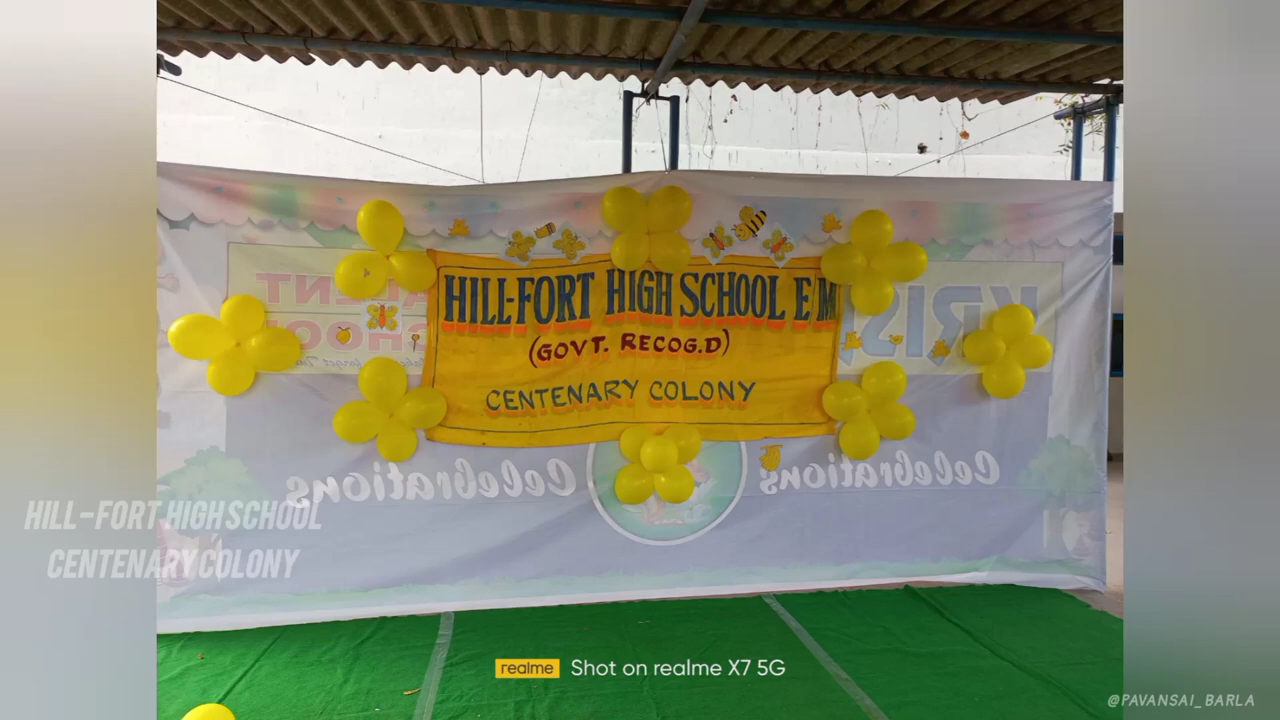 HILL-FORT HIGH SCHOOL E/M
(GOVT. RECOG.D)
CENTENARY COLONY
KRIS
Celebrations
Celebrations
HILL-FORT HIGH SCHOOL
CENTENARY COLONY
realme Shot on realme X7 5G
@PAVANSAI_BARLA